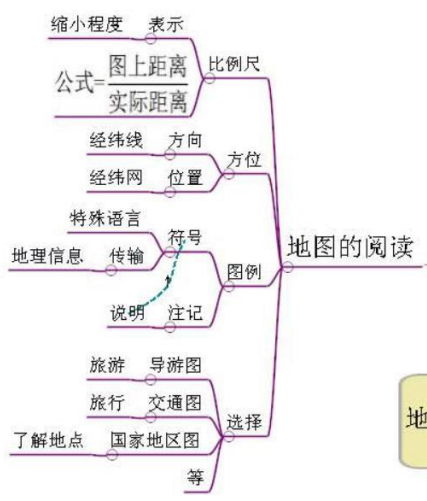 缩小程度 表示
公式=图上距离/实际距离
比例尺
经纬线 方向
方位
经纬网 位置
特殊语言
符号
地理信息 传输
地图的阅读
图例
说明 注记
旅游 导游图
旅行 交通图
选择
了解地点 国家地区图
等
地